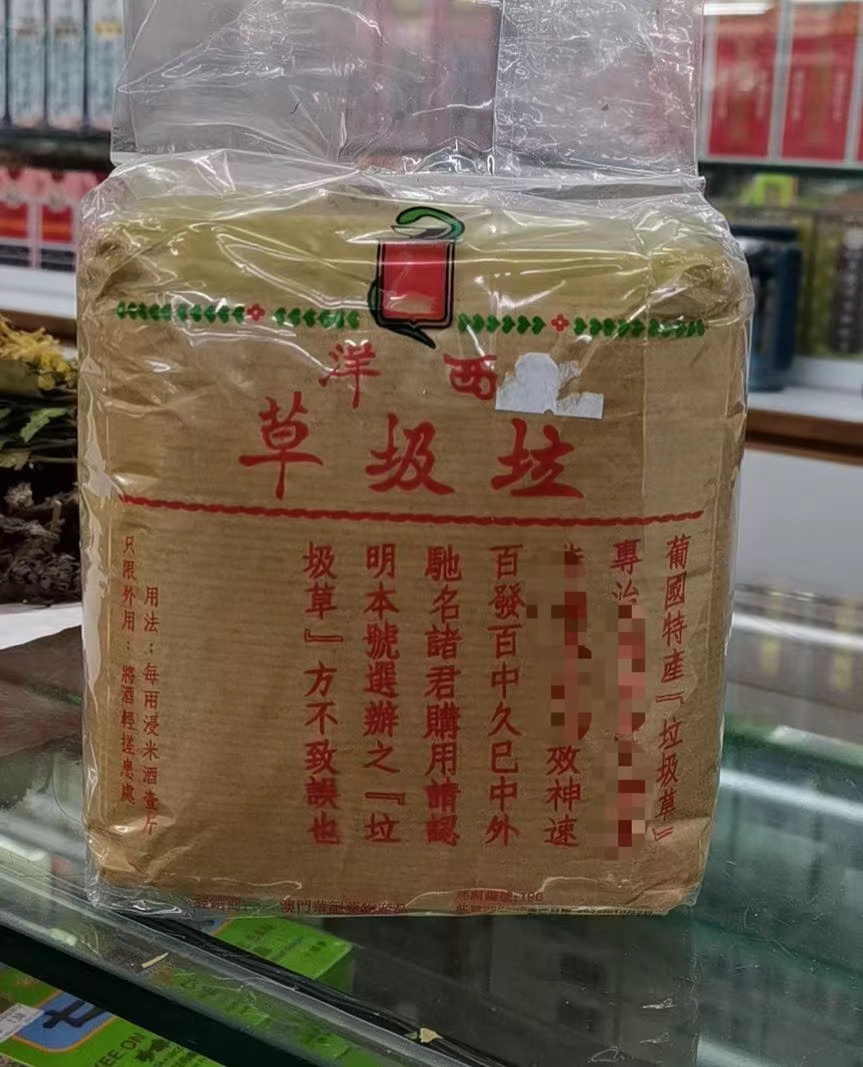 西洋
垃圾草
葡國特產『垃圾草』
專治
效神速
百發百中久已中外
馳名諸君購用請認
明本號選辦之『垃
圾草』方不致誤也
用法：每兩浸米酒壹斤
只限外用：將酒輕搓患處